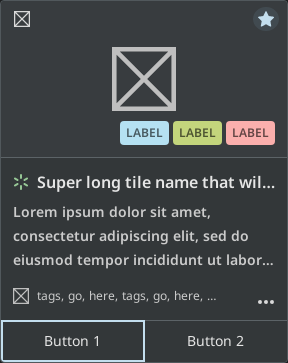 LABEL LABEL LABEL
Super long tile name that wil...
Lorem ipsum dolor sit amet,
consectetur adipiscing elit, sed do
eiusmod tempor incididunt ut labor...
tags, go, here, tags, go, here, ...
Button 1 Button 2